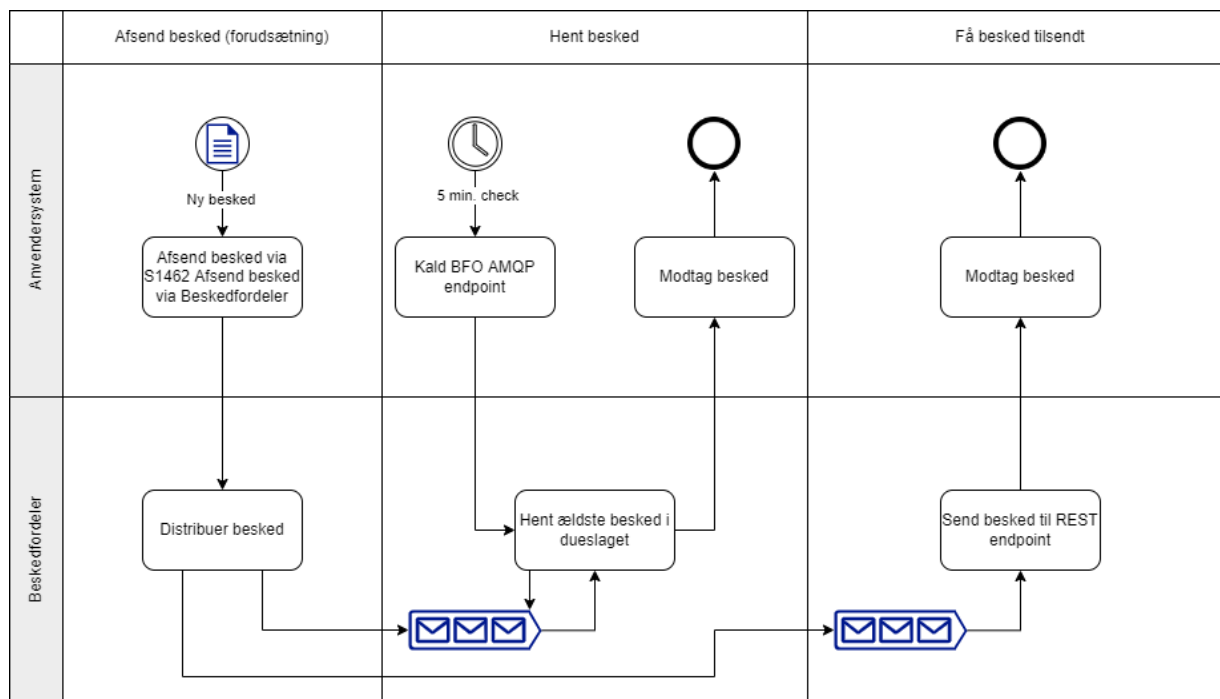 Afsend besked (forudsætning)
Hent besked
Få besked tilsendt
Anvendersystem
Ny besked
5 min. check
Afsend besked via
S1462 Afsend besked
via Beskedfordeler
Kald BFO AMQP
endpoint
Modtag besked
Modtag besked
Beskedfordeler
Distribuer besked
Hent ældste besked i
dueslaget
Send besked til REST
endpoint